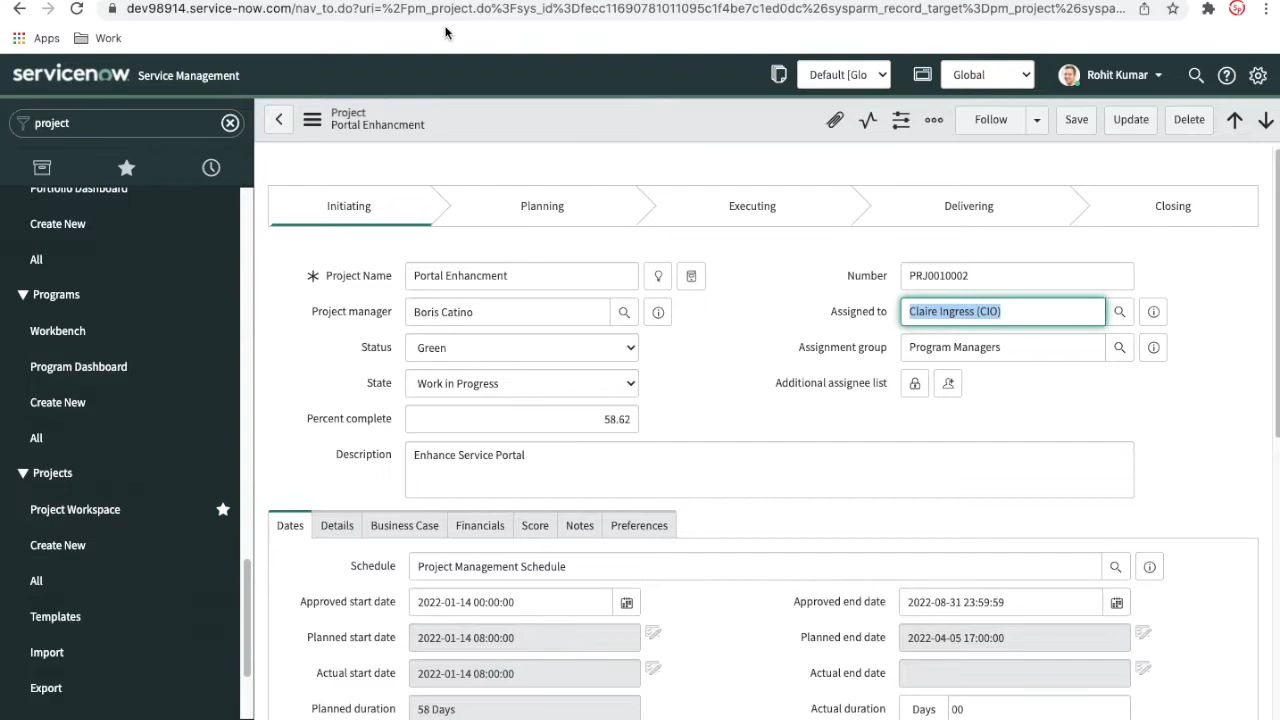 dev98914.service-now.com/nav_to.do?uri=%2Fpm_project.do%3Fsys_id%3Dfecc11690781011095c1f4be7c1ed0dc%26sysparm_record_target%3Dpm_project%26syspa...
Apps Work
servicenow Service Management Default [Glo Global Rohit Kumar
project
Project
Portal Enhancment
Follow Save Update Delete
Portfolio Dashboard
Create New
All
Programs
Workbench
Program Dashboard
Create New
All
Projects
Project Workspace
Create New
All
Templates
Import
Export
Initiating Planning Executing Delivering Closing
Project Name Portal Enhancment Number PRJ0010002
Project manager Boris Catino Assigned to Claire Ingress (CIO)
Status Green Assignment group Program Managers
State Work in Progress Additional assignee list
Percent complete 58.62
Description Enhance Service Portal
Dates Details Business Case Financials Score Notes Preferences
Schedule Project Management Schedule
Approved start date 2022-01-14 00:00:00 Approved end date 2022-08-31 23:59:59
Planned start date 2022-01-14 08:00:00 Planned end date 2022-04-05 17:00:00
Actual start date 2022-01-14 08:00:00 Actual end date
Planned duration 58 Days Actual duration Days 00